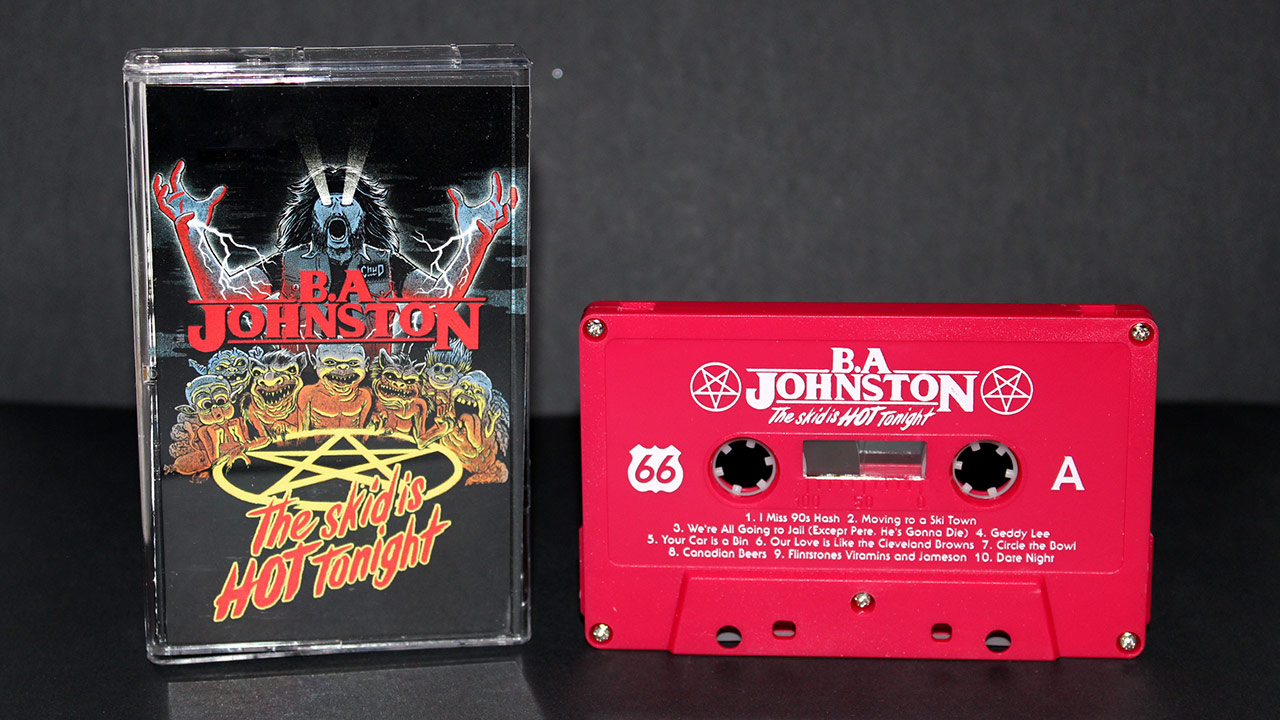 CHUD
B.A
JOHNSTON
The skid is
HOT Tonight
B.A
JOHNSTON
The skid is HOT Tonight
66
A
100 50 0
1. I Miss 90s Hash 2. Moving to a Ski Town
3. We're All Going to Jail (Except Pete, He's Gonna Die) 4. Geddy Lee
5. Your Car is a Bin 6. Our Love is Like the Cleveland Browns 7. Circle the Bowl
8. Canadian Beers 9. Flintstones Vitamins and Jameson 10. Date Night